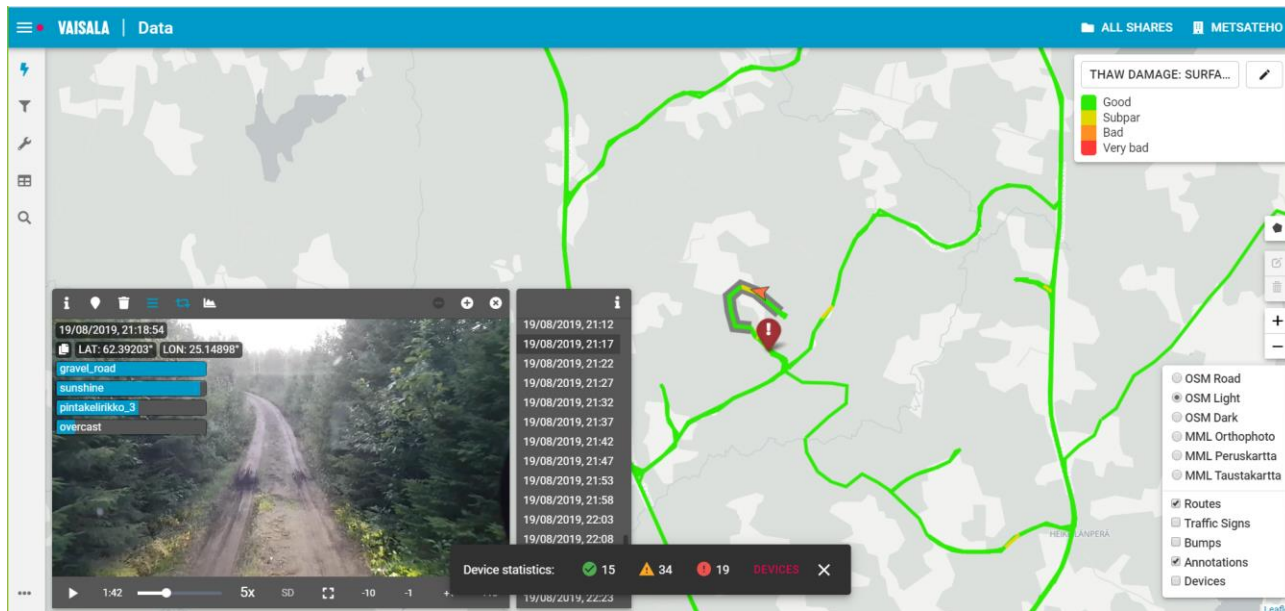 VAISALA | Data
ALL SHARES
METSATEHO
THAW DAMAGE: SURFA...
Good
Subpar
Bad
Very bad
19/08/2019, 21:18:54
LAT: 62.39203° LON: 25.14898°
gravel_road
sunshine
pintakelirikko_3
overcast
1:42
5x
SD
-10
-1
19/08/2019, 21:12
19/08/2019, 21:17
19/08/2019, 21:22
19/08/2019, 21:27
19/08/2019, 21:32
19/08/2019, 21:37
19/08/2019, 21:42
19/08/2019, 21:47
19/08/2019, 21:53
19/08/2019, 21:58
19/08/2019, 22:03
19/08/2019, 22:08
19/08/2019, 22:23
Device statistics: 15 34 19 DEVICES
OSM Road
OSM Light
OSM Dark
MML Orthophoto
MML Peruskartta
MML Taustakartta
Routes
Traffic Signs
Bumps
Annotations
Devices